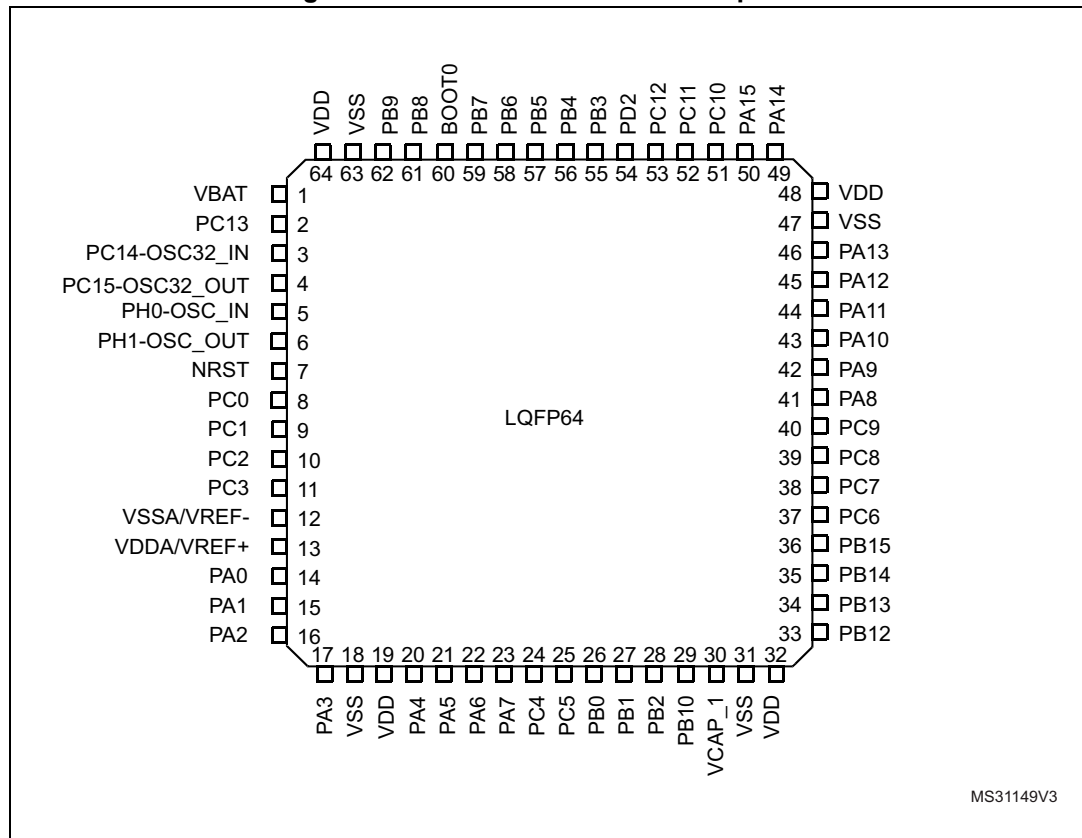 VDD
VSS
PB9
PB8
BOOT0
PB7
PB6
PB5
PB4
PB3
PD2
PC12
PC11
PC10
PA15
PA14
64 63 62 61 60 59 58 57 56 55 54 53 52 51 50 49
VBAT 1
PC13 2
PC14-OSC32_IN 3
PC15-OSC32_OUT 4
PH0-OSC_IN 5
PH1-OSC_OUT 6
NRST 7
PC0 8
PC1 9
PC2 10
PC3 11
VSSA/VREF- 12
VDDA/VREF+ 13
PA0 14
PA1 15
PA2 16
LQFP64
48 VDD
47 VSS
46 PA13
45 PA12
44 PA11
43 PA10
42 PA9
41 PA8
40 PC9
39 PC8
38 PC7
37 PC6
36 PB15
35 PB14
34 PB13
33 PB12
17 18 19 20 21 22 23 24 25 26 27 28 29 30 31 32
PA3
VSS
VDD
PA4
PA5
PA6
PA7
PC4
PC5
PB0
PB1
PB2
PB10
VCAP_1
VSS
VDD
MS31149V3